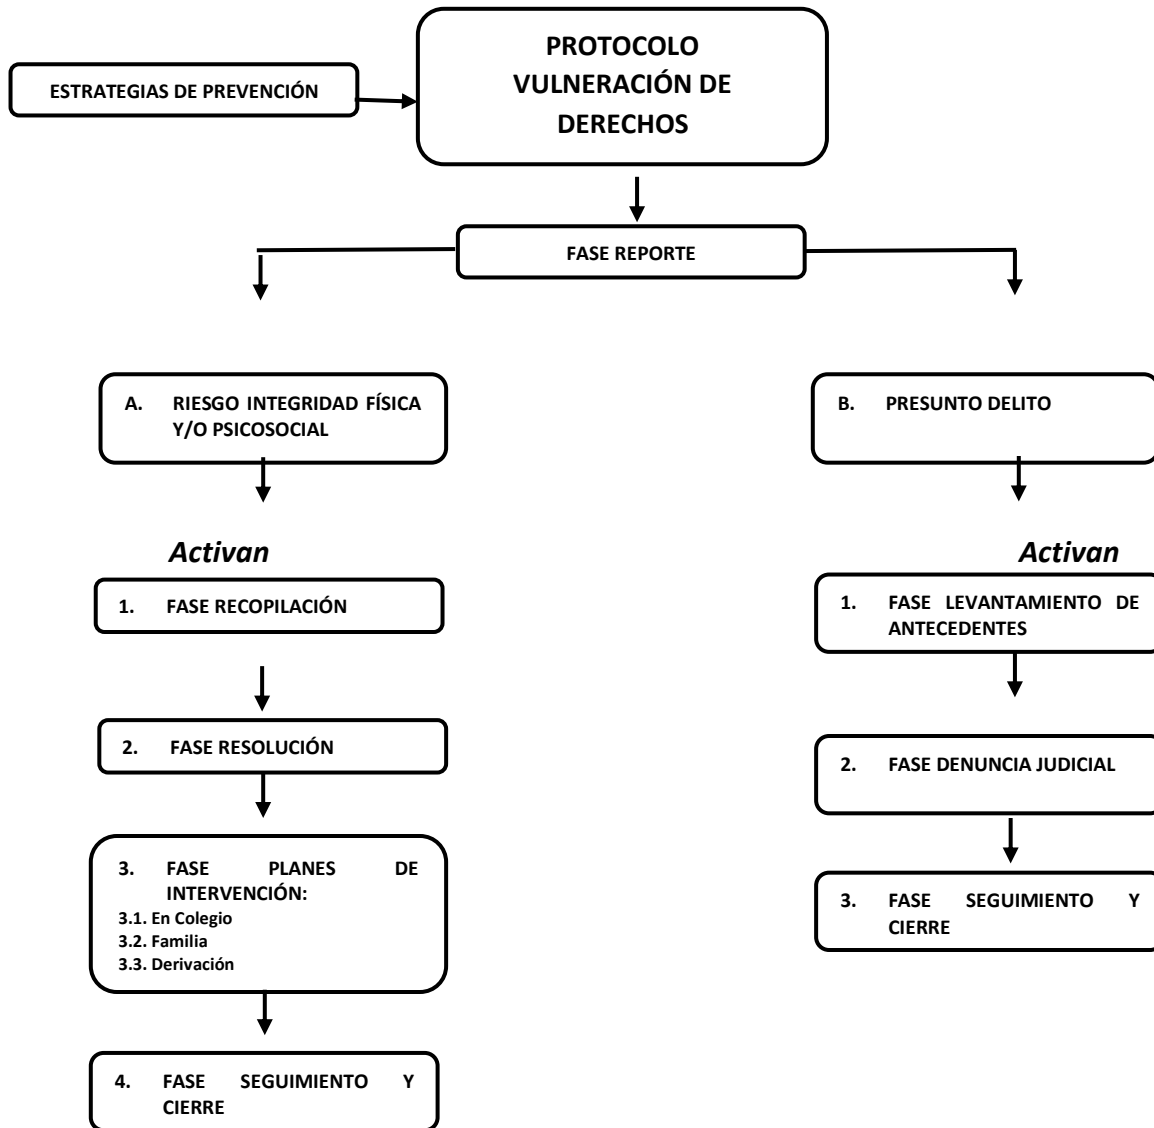 PROTOCOLO
VULNERACIÓN DE
DERECHOS
ESTRATEGIAS DE PREVENCIÓN
FASE REPORTE
A. RIESGO INTEGRIDAD FÍSICA
Y/O PSICOSOCIAL
Activan
1. FASE RECOPILACIÓN
2. FASE RESOLUCIÓN
3. FASE PLANES DE
INTERVENCIÓN:
3.1. En Colegio
3.2. Familia
3.3. Derivación
4. FASE SEGUIMIENTO Y
CIERRE
B. PRESUNTO DELITO
Activan
1. FASE LEVANTAMIENTO DE
ANTECEDENTES
2. FASE DENUNCIA JUDICIAL
3. FASE SEGUIMIENTO Y
CIERRE